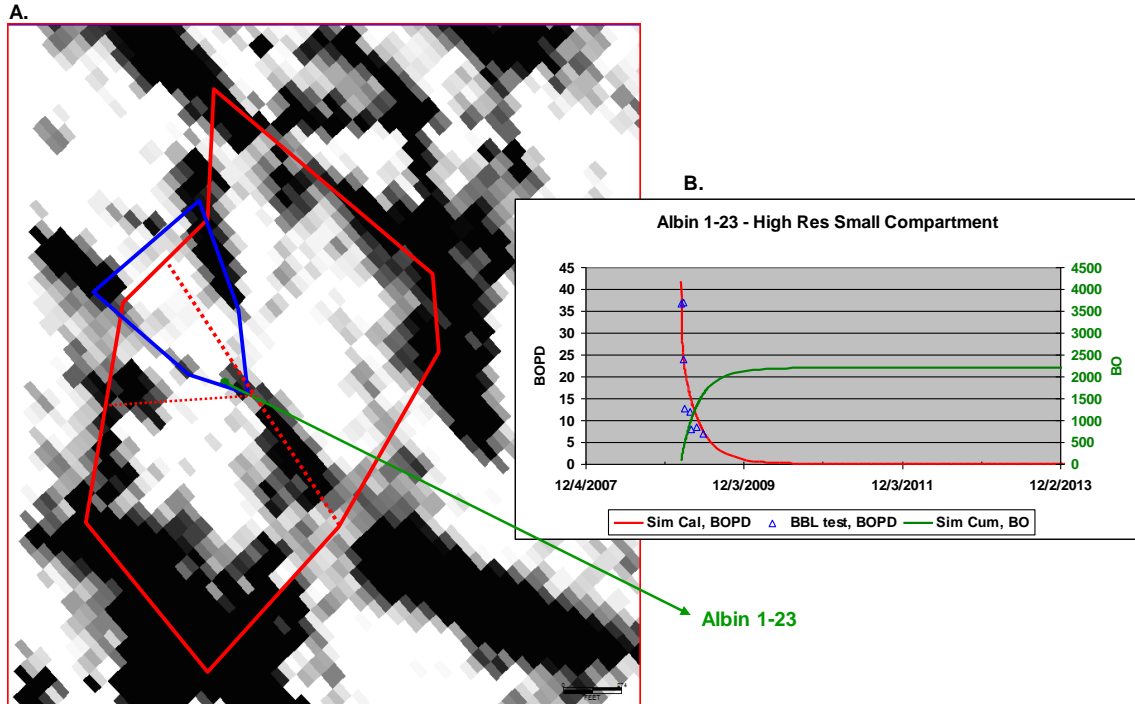 A.
B.
Albin 1-23 - High Res Small Compartment
45
40
35
30
25
20
15
10
5
0
BOPD
4500
4000
3500
3000
2500
2000
1500
1000
500
0
BO
12/4/2007 12/3/2009 12/3/2011 12/2/2013
Sim Cal, BOPD BBL test, BOPD Sim Cum, BO
Albin 1-23
FEET